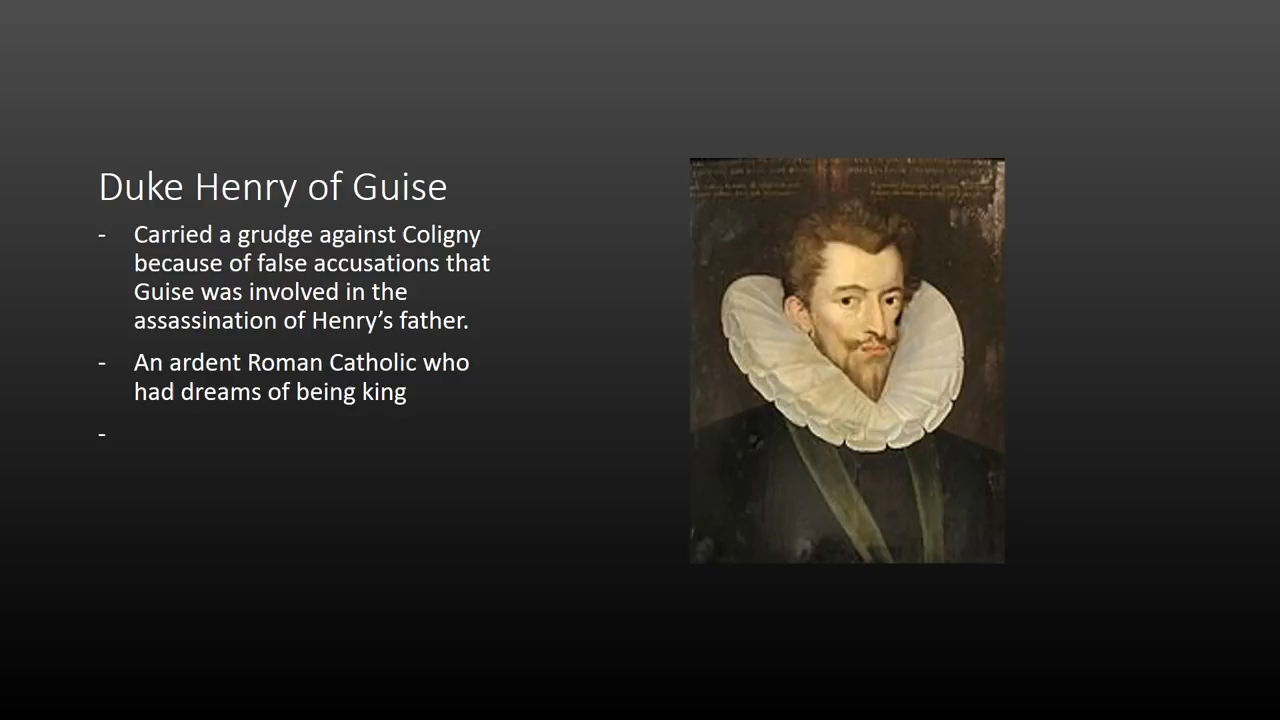 Duke Henry of Guise
- Carried a grudge against Coligny
because of false accusations that
Guise was involved in the
assassination of Henry’s father.
- An ardent Roman Catholic who
had dreams of being king
-